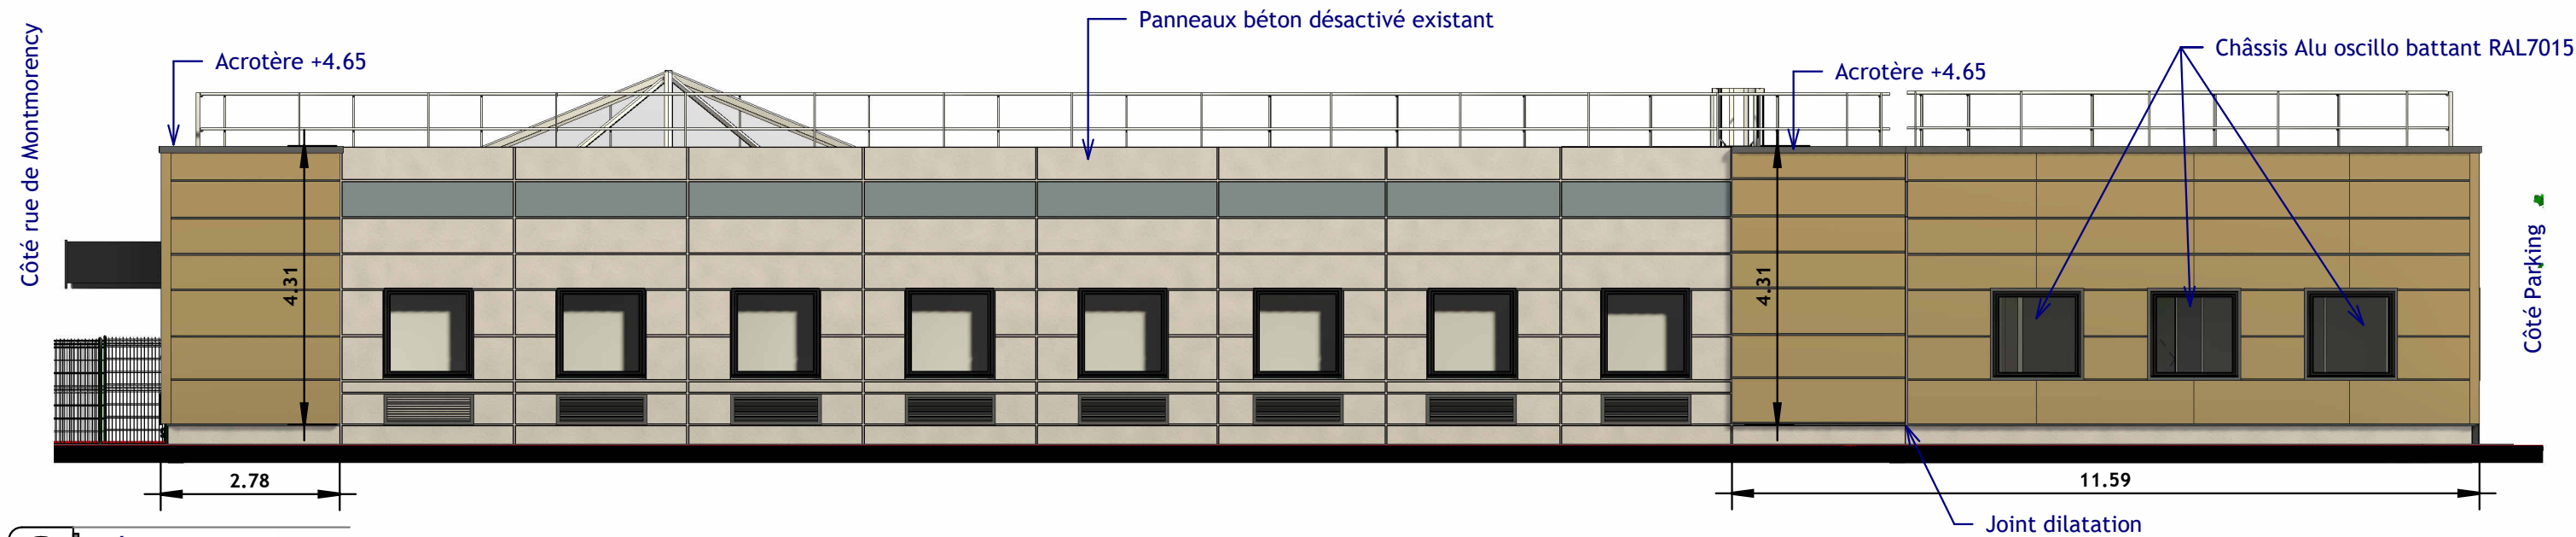 Panneaux béton désactivé existant
Châssis Alu oscillo battant RAL7015
Acrotère +4.65
Acrotère +4.65
Côté rue de Montmorency
4.31
4.31
Côté Parking
2.78
11.59
Joint dilatation